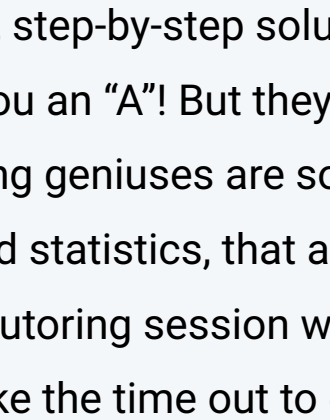 step-by-step solu
ou an “A”! But they
ng geniuses are so
d statistics, that a
utoring session w
ke the time out to